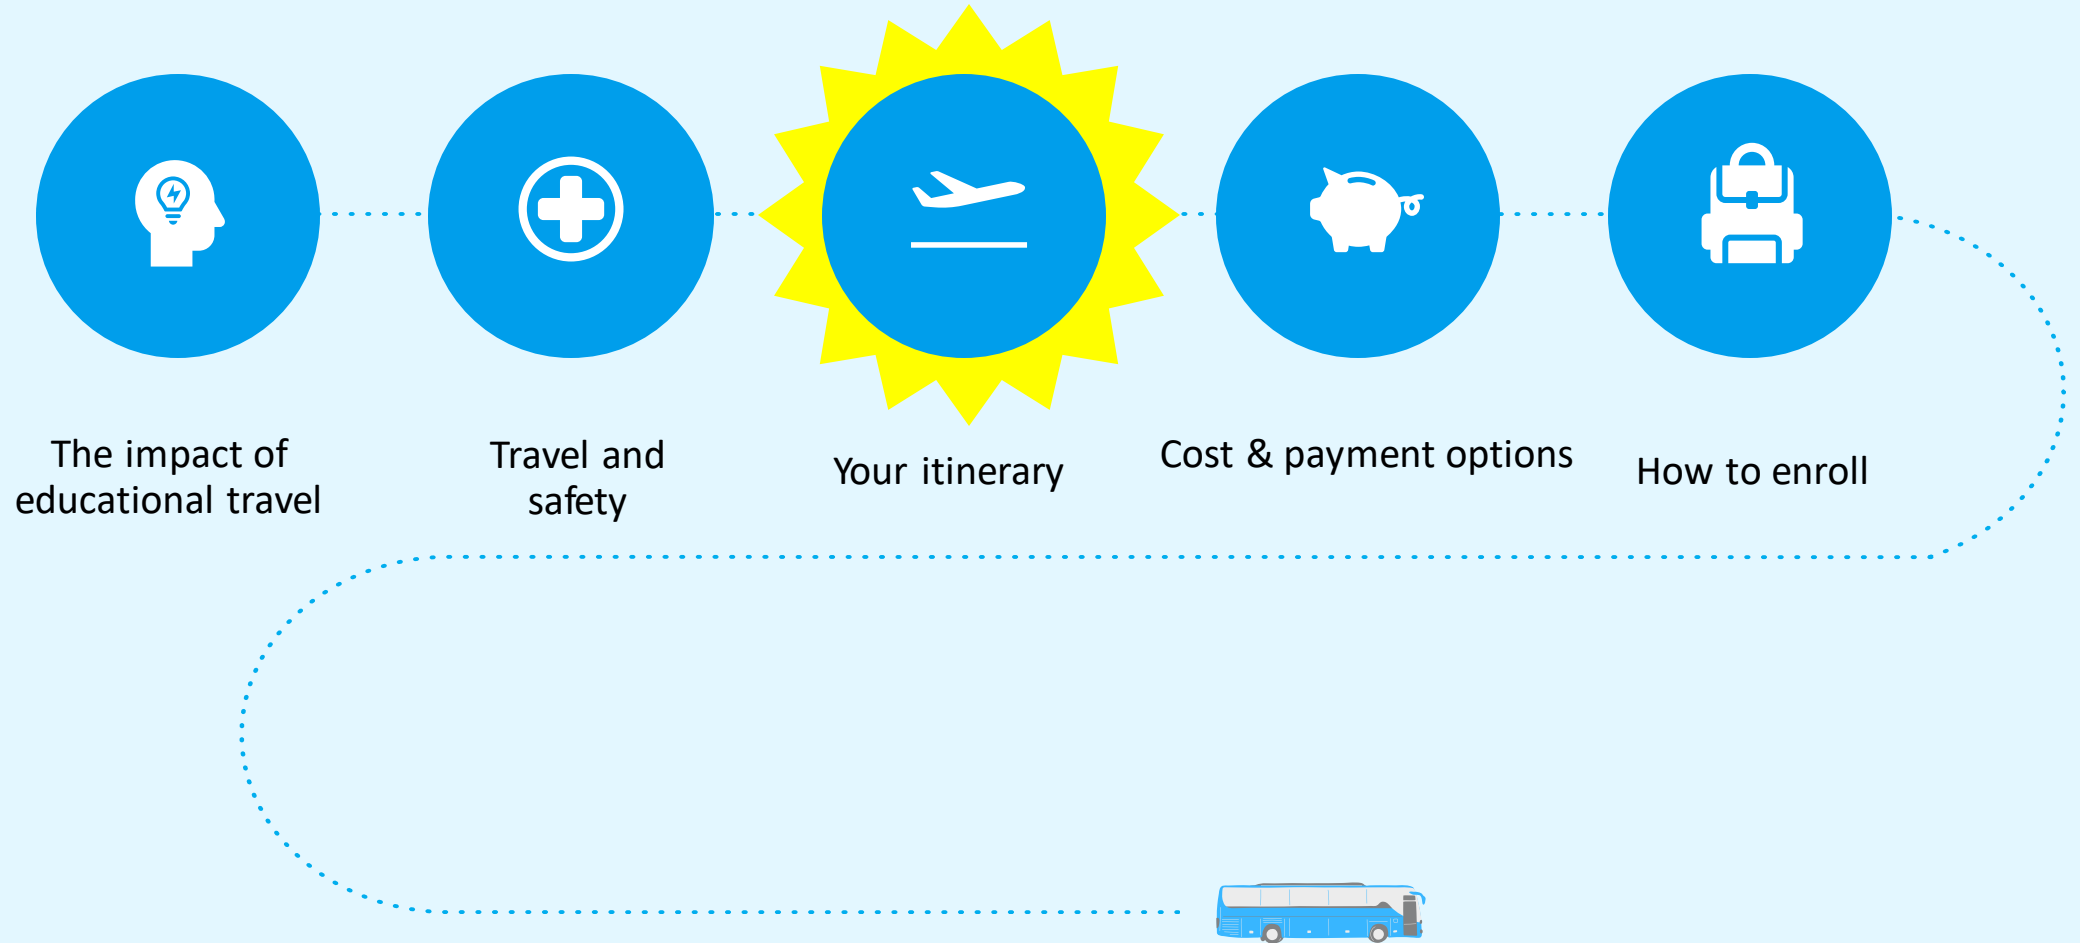 The impact of
educational travel
Travel and
safety
Your itinerary
Cost & payment options
How to enroll